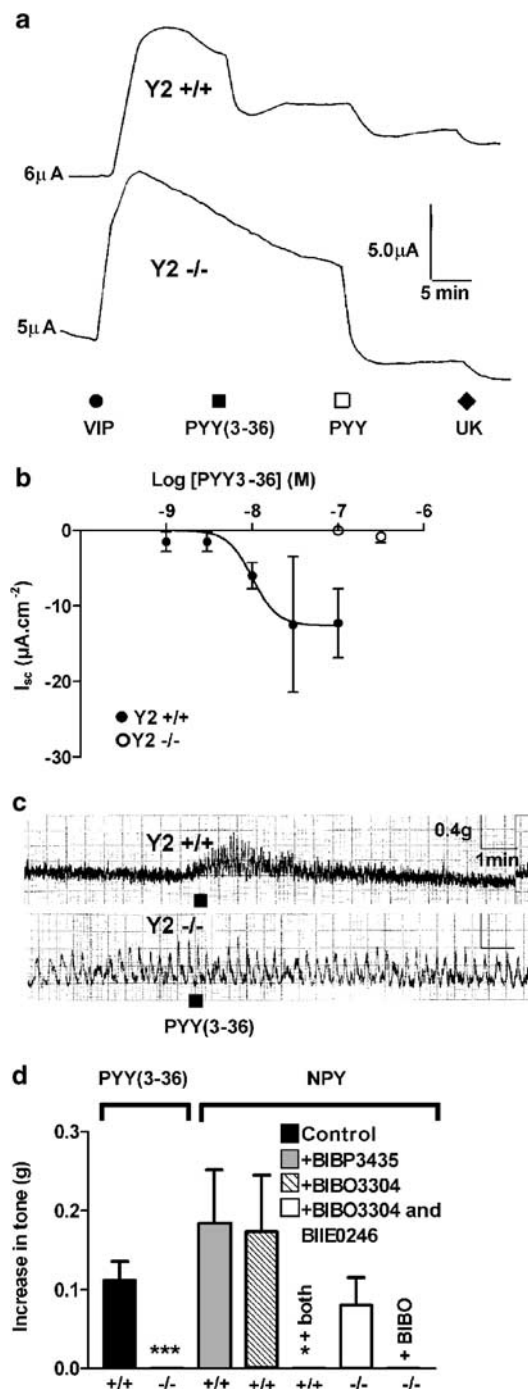 a
Y2 +/+
6μA
Y2 -/-
5.0μA
5 min
5μA
VIP PYY(3-36) PYY UK
b
Log [PYY3-36] (M)
-9 -8 -7 -6
0
-10
-20
-30
Isc (μA.cm-2)
Y2 +/+
Y2 -/-
c
Y2 +/+
0.4g
1min
Y2 -/-
PYY(3-36)
d
PYY(3-36) NPY
Control
+BIBP3435
+BIBO3304
+BIBO3304 and
BIIE0246
0.3
0.2
0.1
0.0
Increase in tone (g)
***
* + both
+ BIBO
+/+ -/- +/+ +/+ +/+ -/- -/-